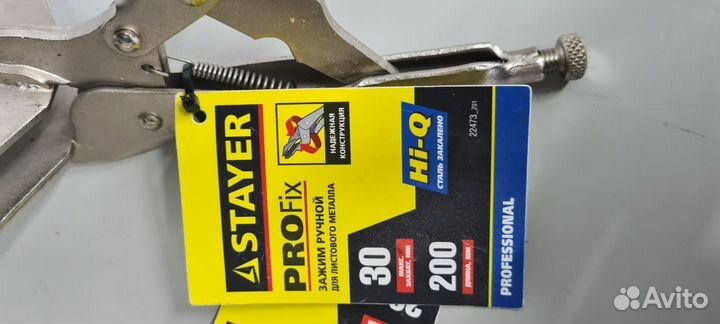 STAYER
PROFix
ЗАЖИМ РУЧНОЙ
ДЛЯ ЛИСТОВОГО МЕТАЛЛА
НАДЕЖНАЯ
КОНСТРУКЦИЯ
30
МАКС.
ЗАХВАТ, ММ
200
ДЛИНА, ММ
Hi-Q
СТАЛЬ ЗАКАЛЕНО
22473_Z01
PROFESSIONAL
Avito